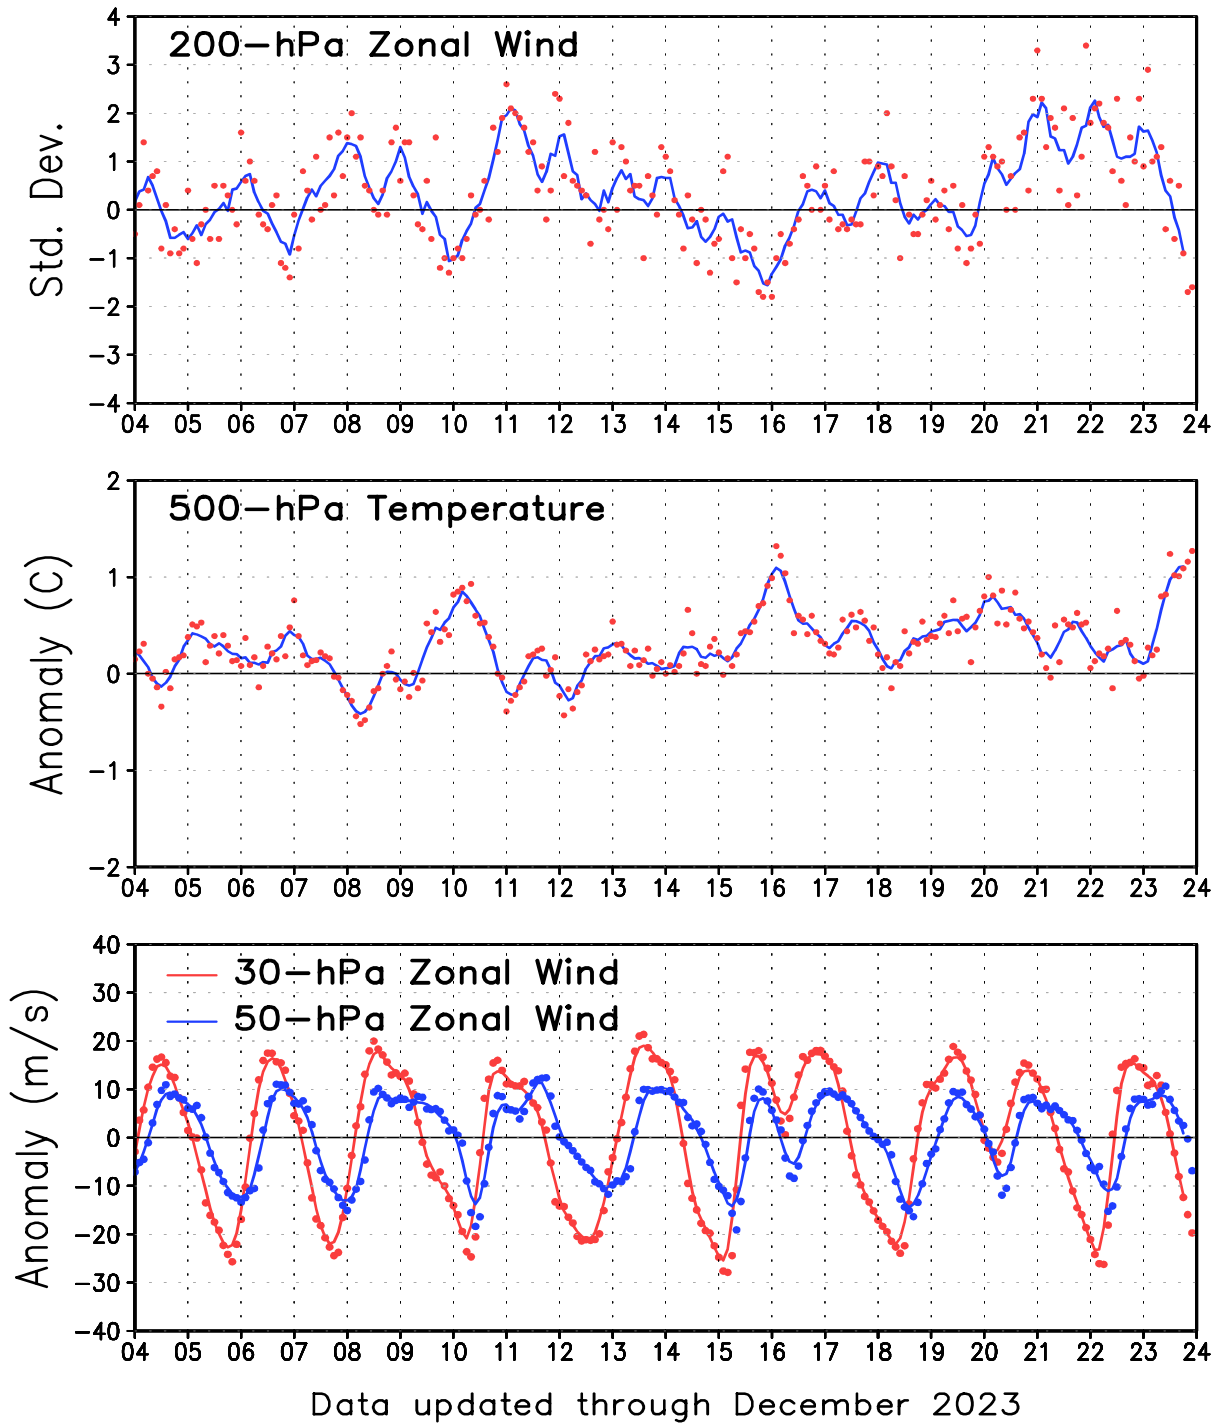 200-hPa Zonal Wind
Std. Dev.
4
3
2
1
0
-1
-2
-3
-4
04 05 06 07 08 09 10 11 12 13 14 15 16 17 18 19 20 21 22 23 24
500-hPa Temperature
Anomaly (C)
2
1
0
-1
-2
04 05 06 07 08 09 10 11 12 13 14 15 16 17 18 19 20 21 22 23 24
30-hPa Zonal Wind
50-hPa Zonal Wind
Anomaly (m/s)
40
30
20
10
0
-10
-20
-30
-40
04 05 06 07 08 09 10 11 12 13 14 15 16 17 18 19 20 21 22 23 24
Data updated through December 2023